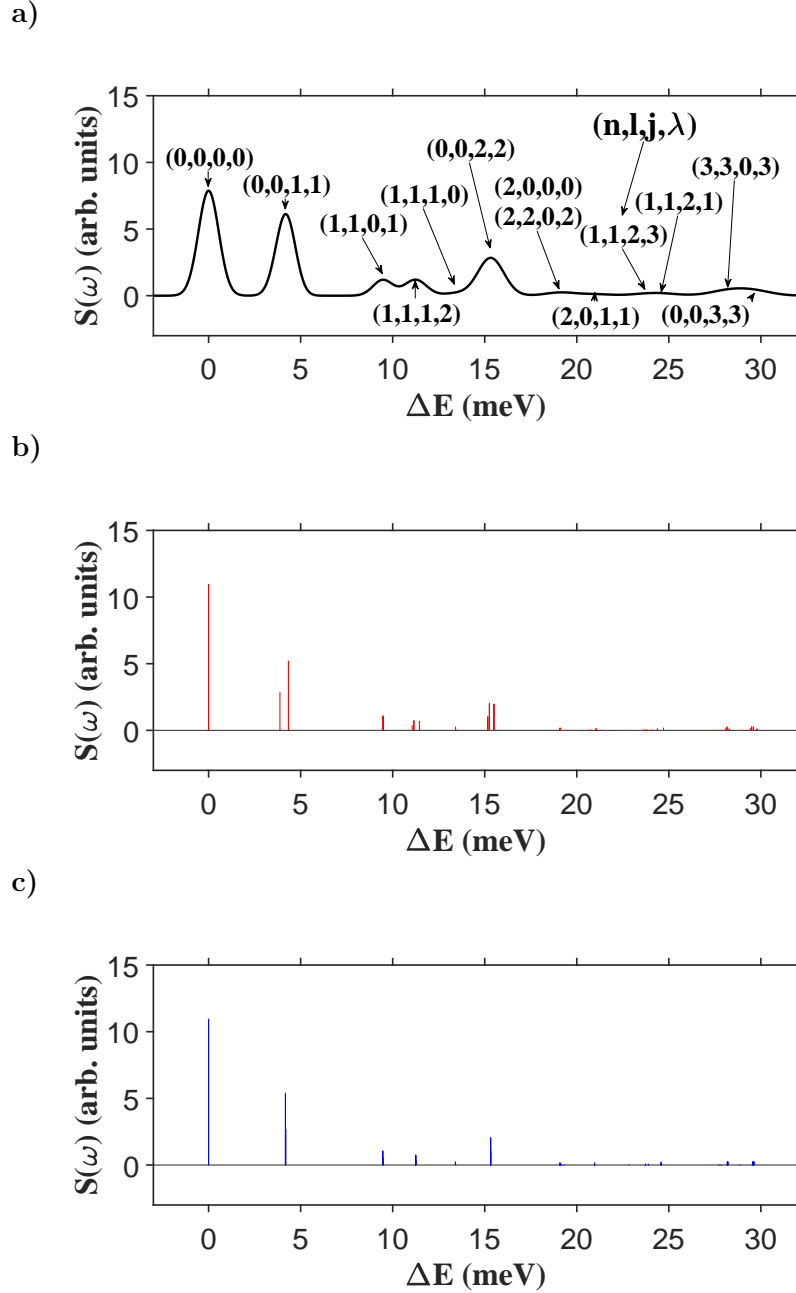 a)
15
10
5
0
S(ω) (arb. units)
(0,0,0,0)
(0,0,1,1)
(1,1,0,1)
(1,1,1,0)
(1,1,1,2)
(0,0,2,2)
(2,0,0,0)
(2,2,0,2)
(2,0,1,1)
(n,l,j,λ)
(1,1,2,3)
(1,1,2,1)
(3,3,0,3)
(0,0,3,3)
0 5 10 15 20 25 30
ΔE (meV)
b)
15
10
5
0
S(ω) (arb. units)
0 5 10 15 20 25 30
ΔE (meV)
c)
15
10
5
0
S(ω) (arb. units)
0 5 10 15 20 25 30
ΔE (meV)